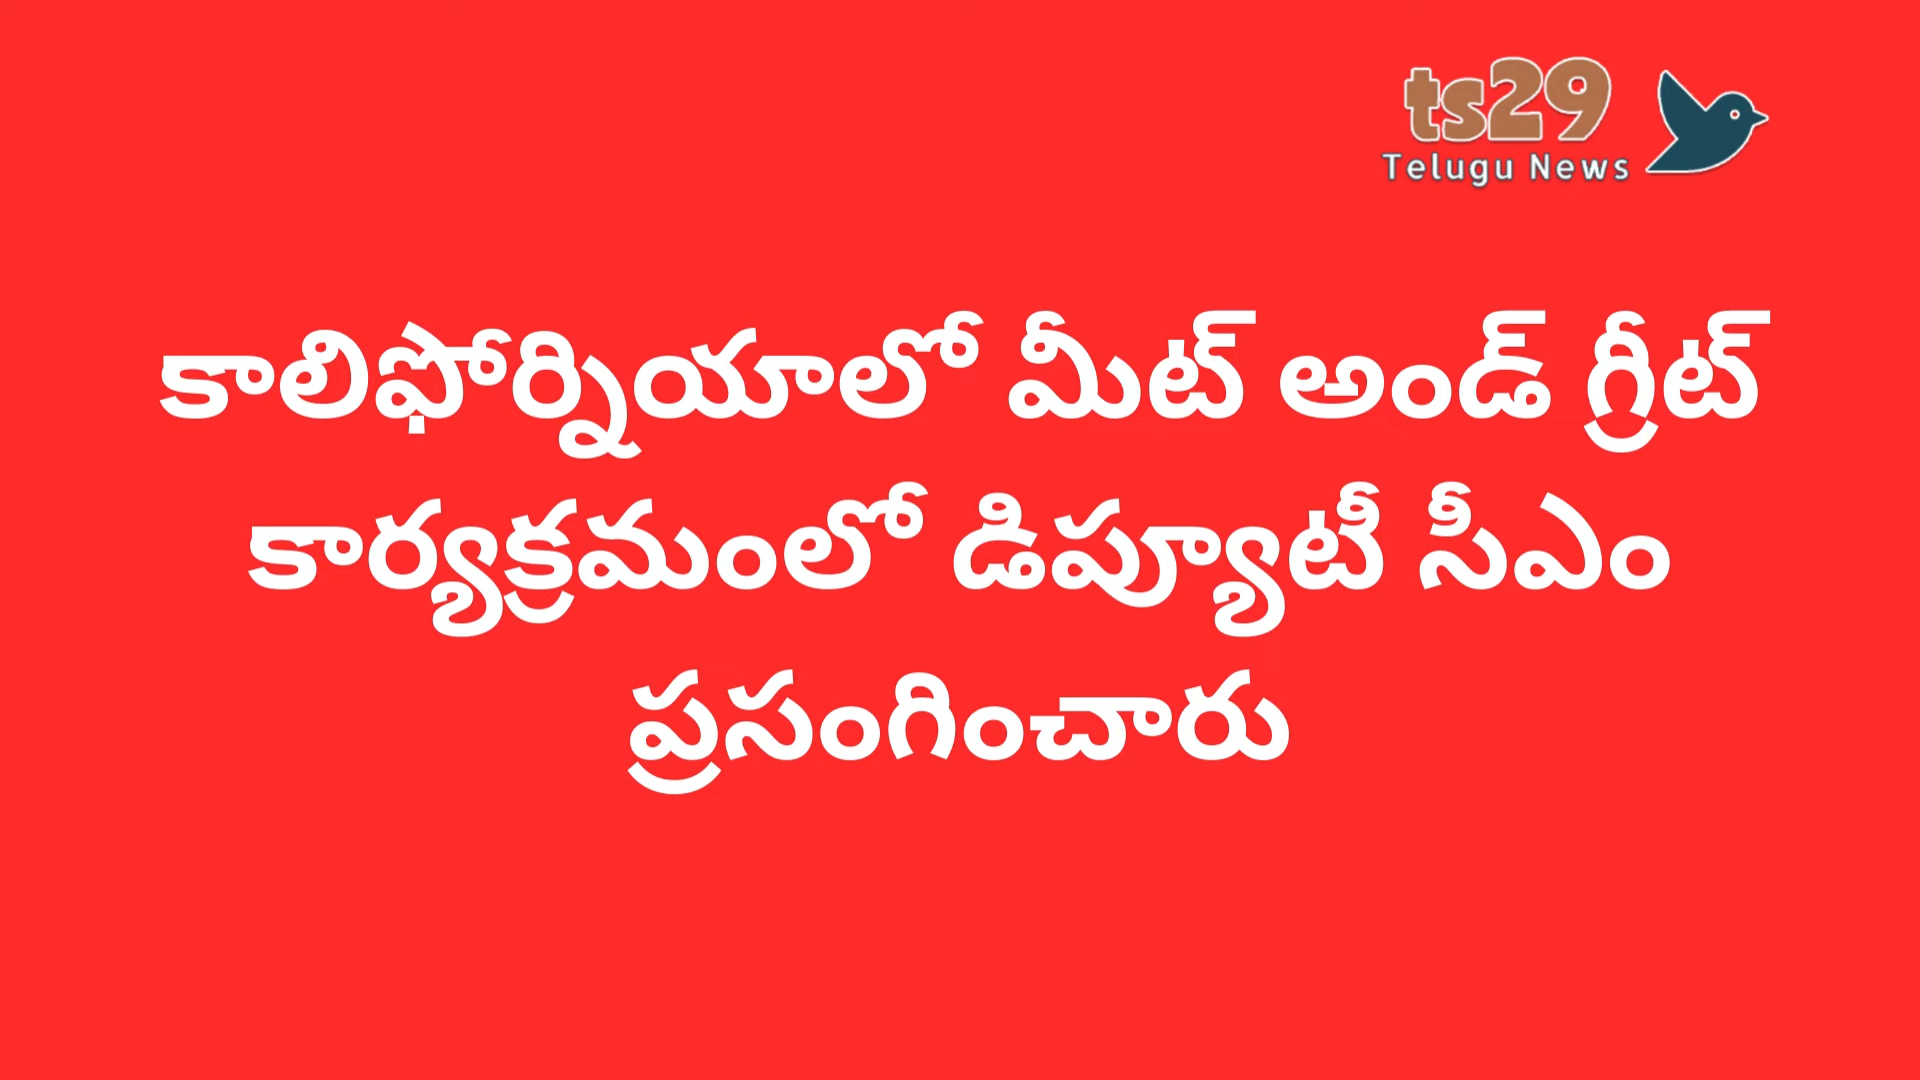 ts29
Telugu News
కాలిఫోర్నియాలో మీట్ అండ్ గ్రీట్
కార్యక్రమంలో డిప్యూటీ సీఎం
ప్రసంగించారు